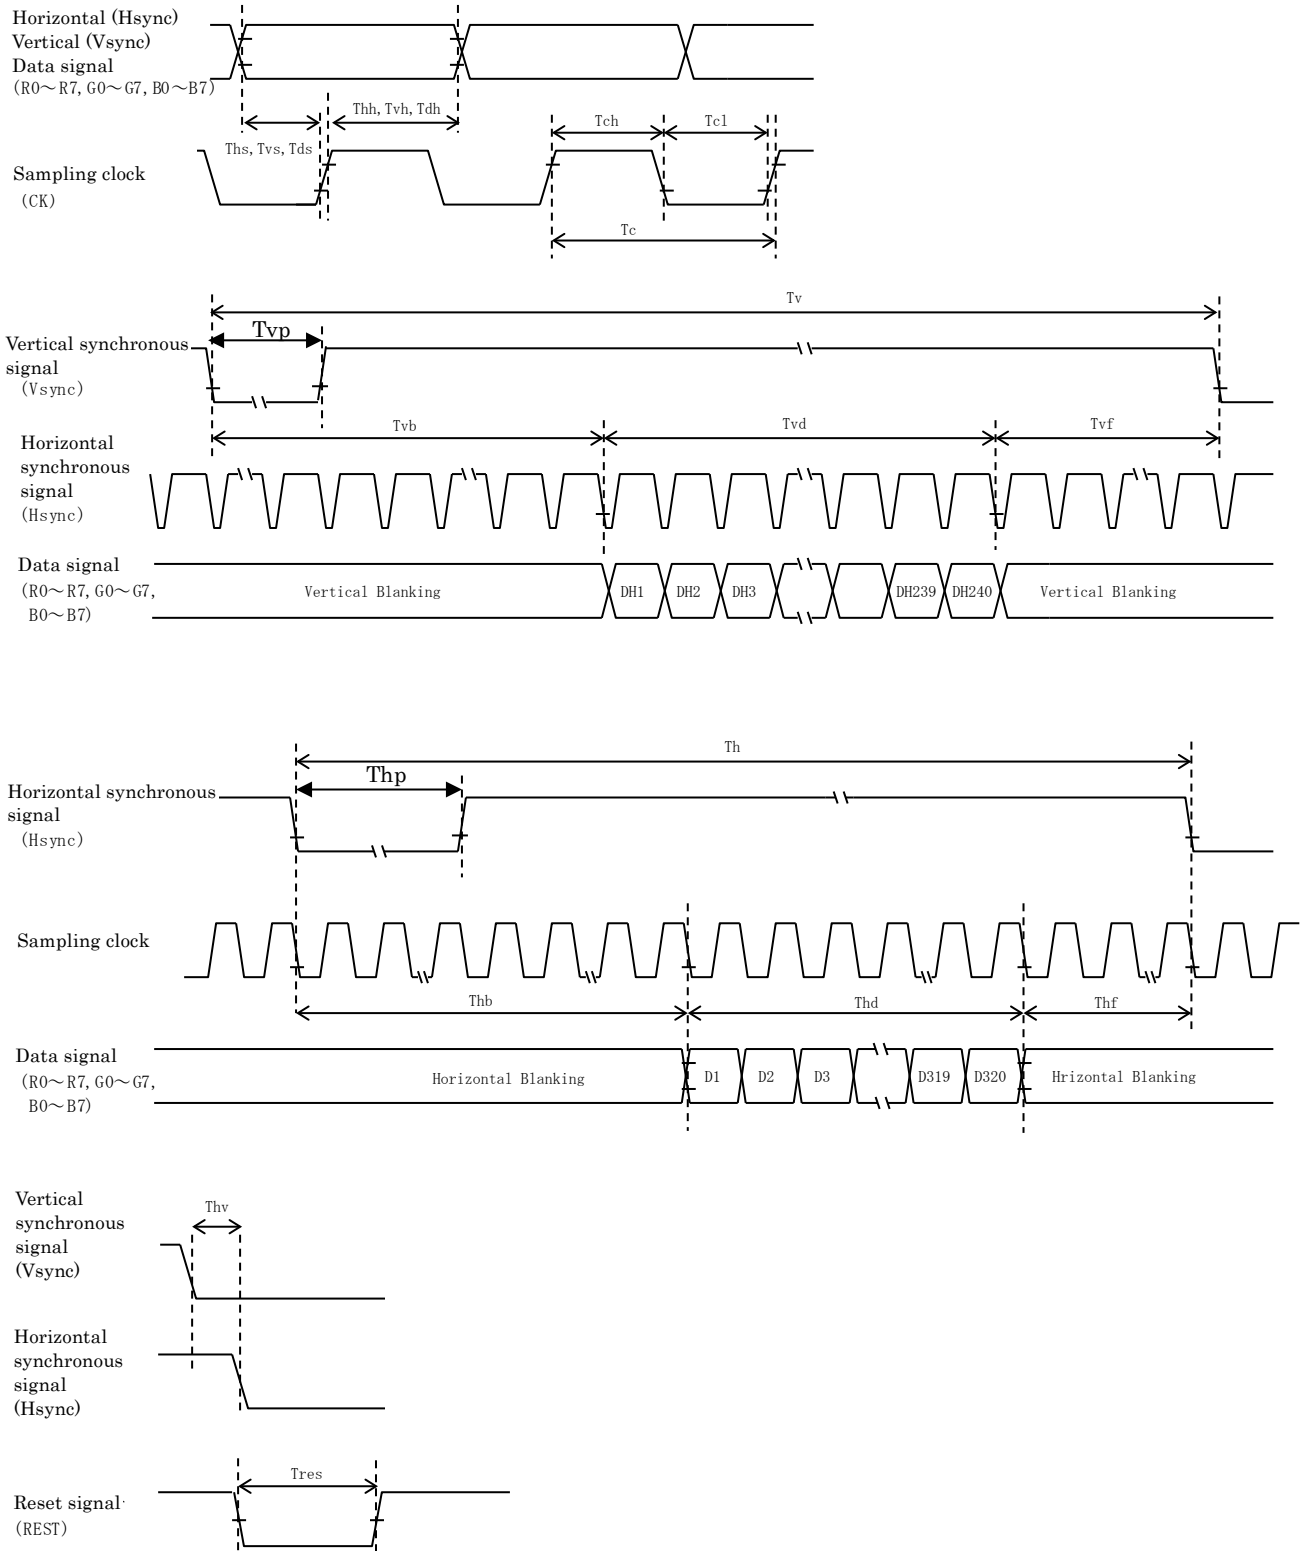 Horizontal (Hsync)
Vertical (Vsync)
Data signal
(R0～R7, G0～G7, B0～B7)
Thh, Tvh, Tdh
Ths, Tvs, Tds
Tch
Tcl
Sampling clock
(CK)
Tc
Tv
Tvp
Vertical synchronous
signal
(Vsync)
Tvb
Tvd
Tvf
Horizontal
synchronous
signal
(Hsync)
Data signal
(R0～R7, G0～G7,
B0～B7)
Vertical Blanking
DH1
DH2
DH3
DH239
DH240
Vertical Blanking
Th
Thp
Horizontal synchronous
signal
(Hsync)
Sampling clock
Thb
Thd
Thf
Data signal
(R0～R7, G0～G7,
B0～B7)
Horizontal Blanking
D1
D2
D3
D319
D320
Hrizontal Blanking
Vertical
synchronous
signal
(Vsync)
Thv
Horizontal
synchronous
signal
(Hsync)
Tres
Reset signal
(REST)